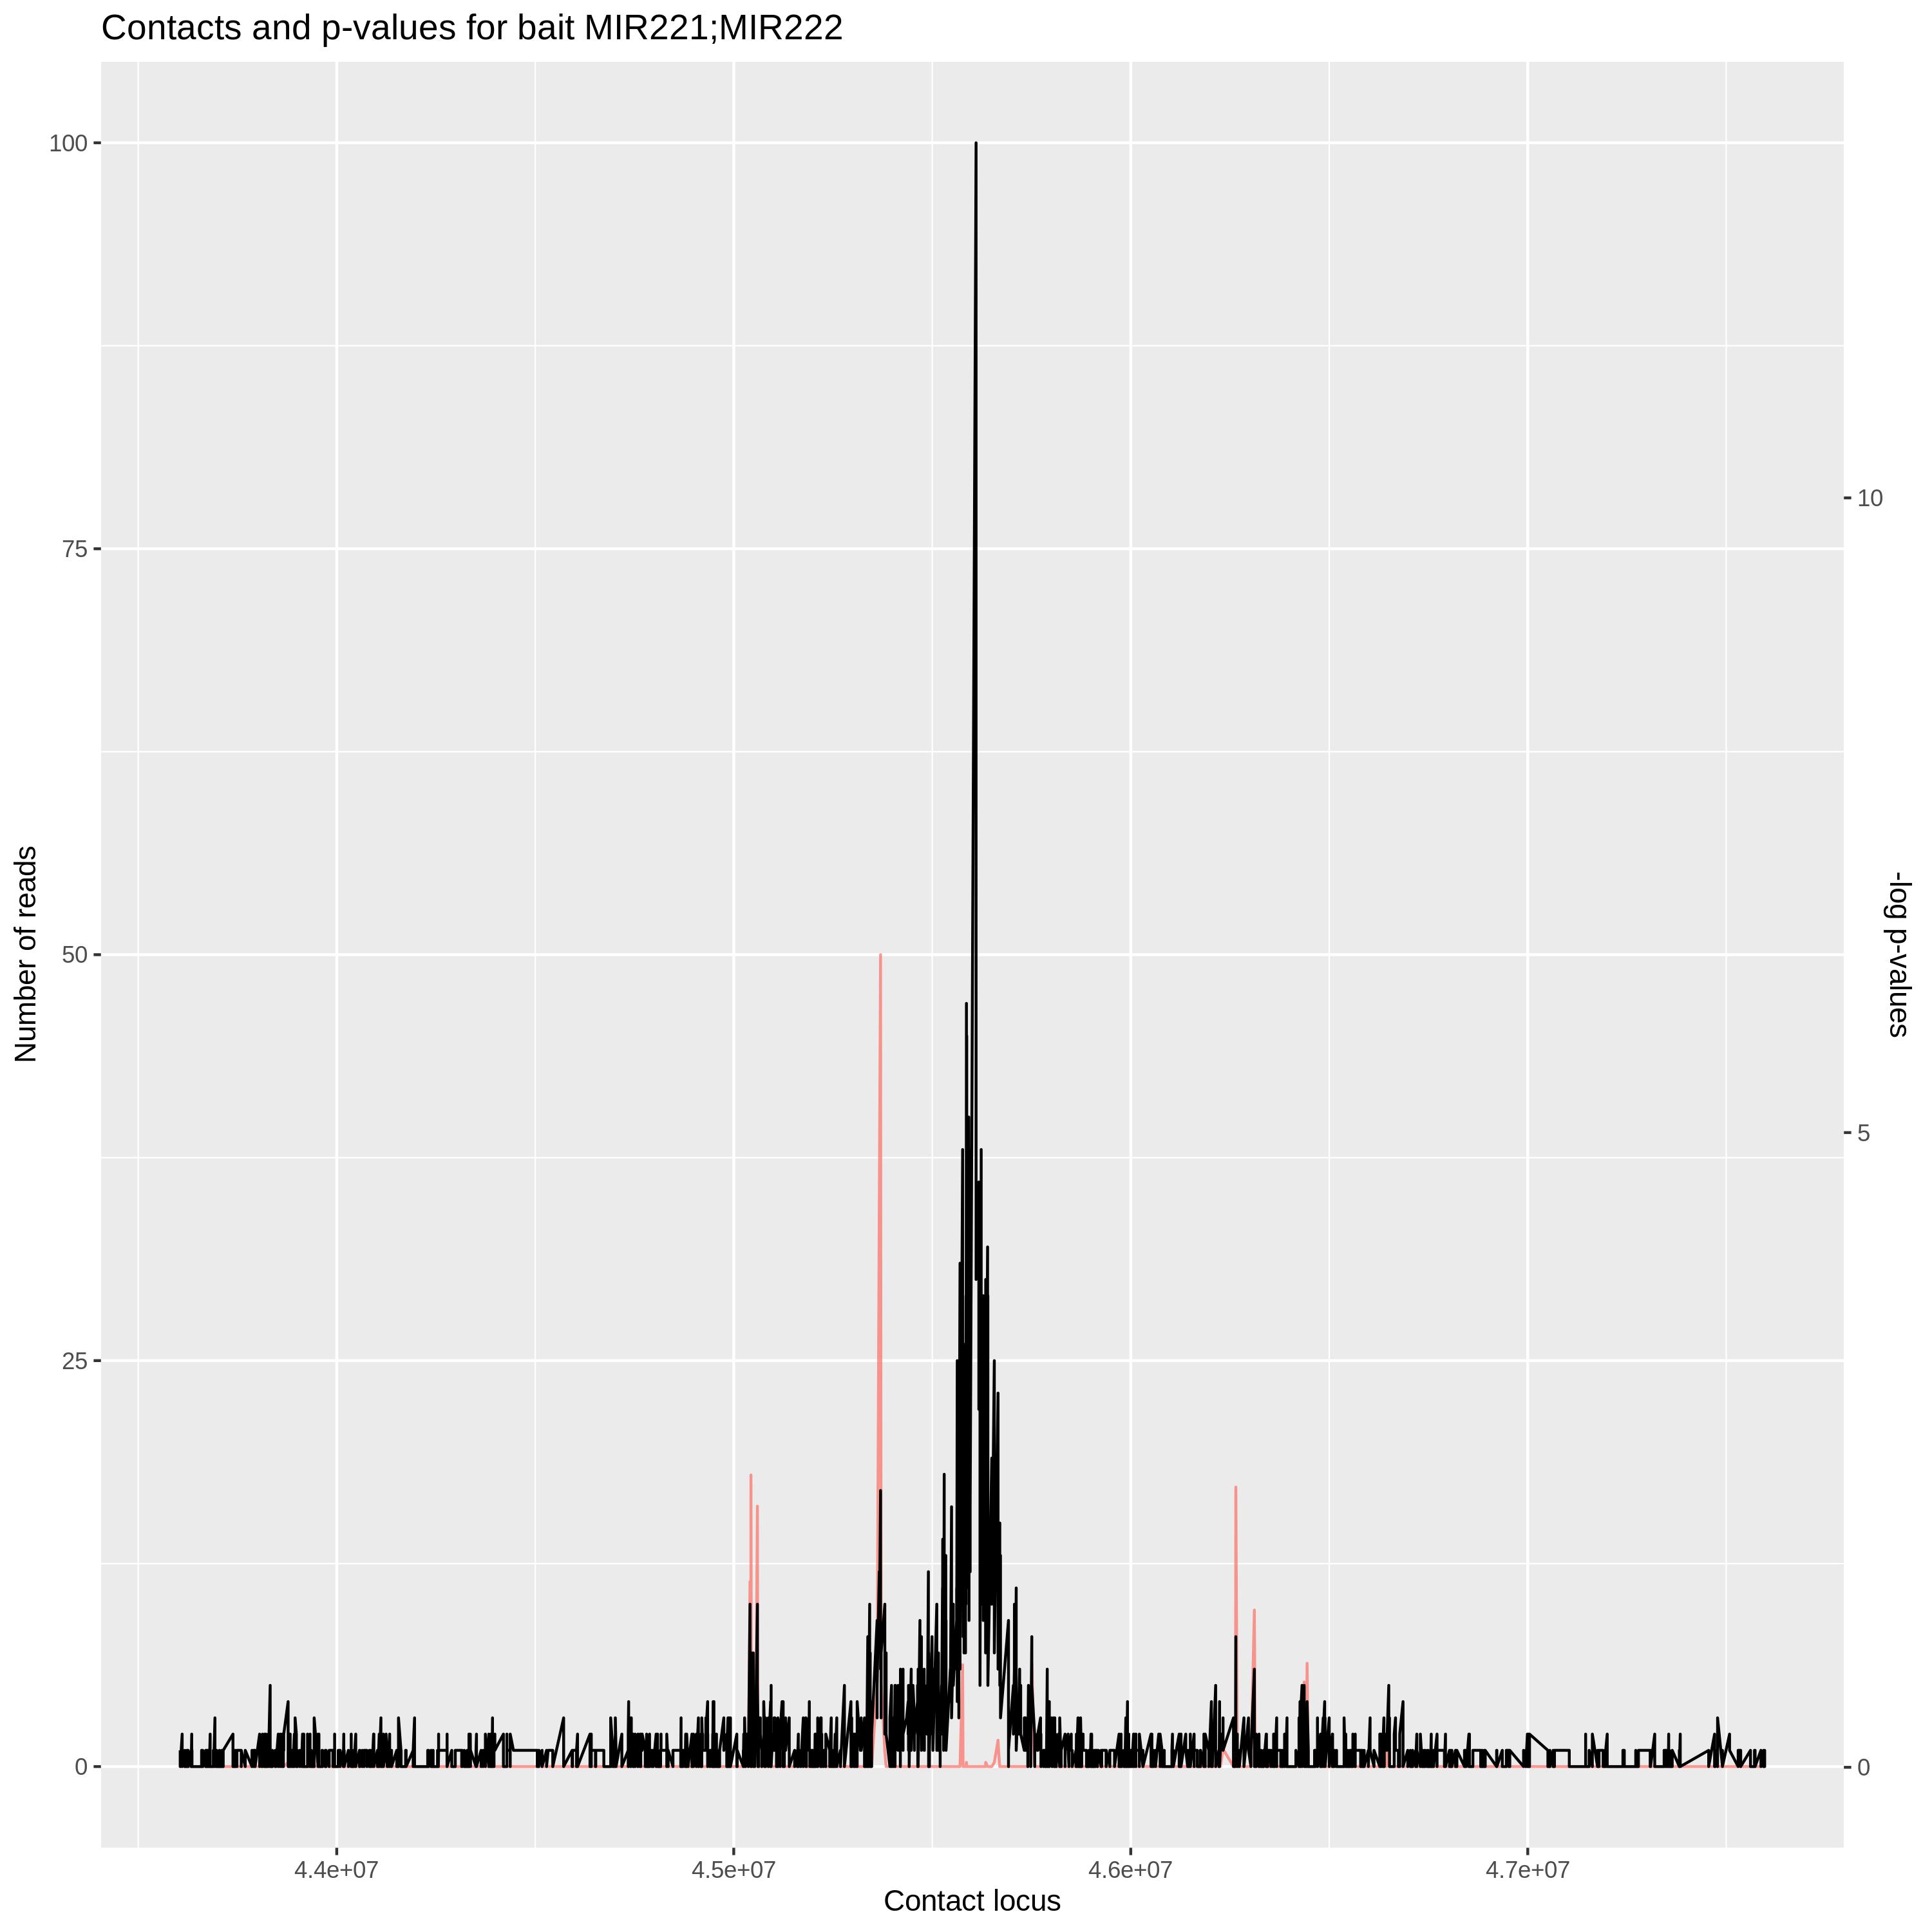 Contacts and p-values for bait MIR221;MIR222
100
75
50
25
0
Number of reads
10
5
0
-log p-values
4.4e+07
4.5e+07
4.6e+07
4.7e+07
Contact locus